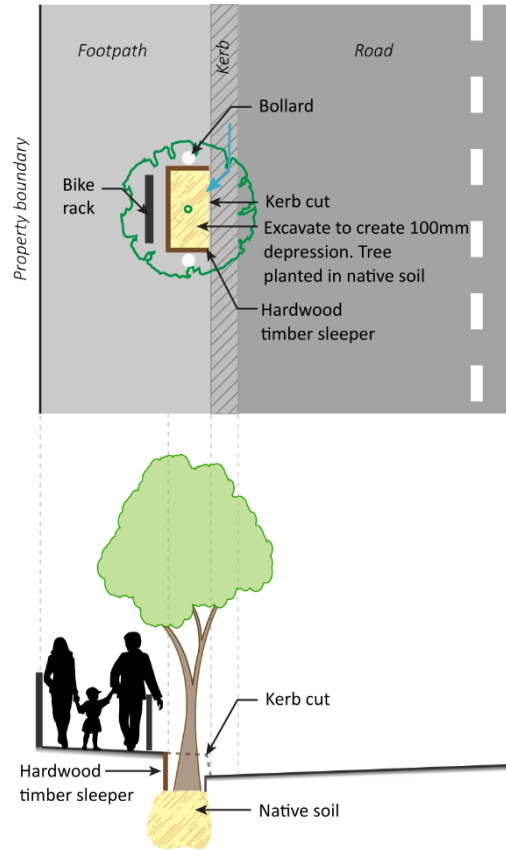 Footpath
Kerb
Road
Property boundary
Bollard
Bike
rack
Kerb cut
Excavate to create 100mm
depression. Tree
planted in native soil
Hardwood
timber sleeper
Kerb cut
Hardwood
timber sleeper
Native soil